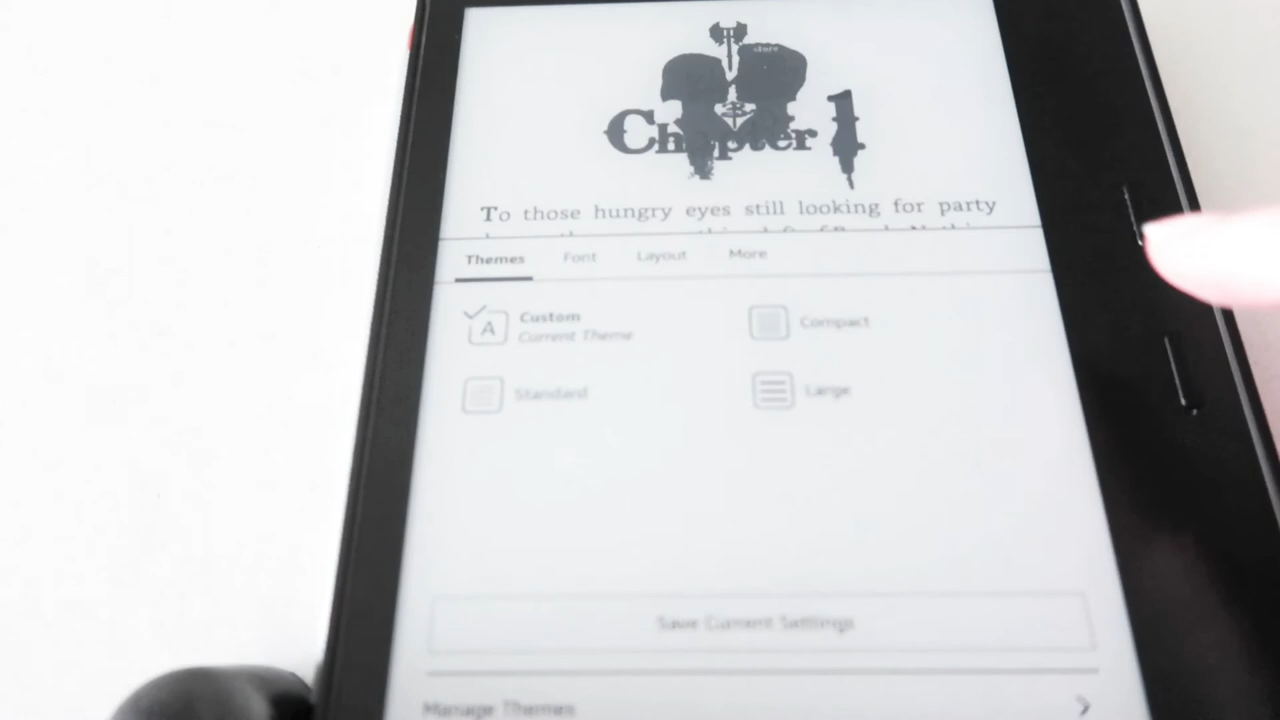 store
Chapter 1
To those hungry eyes still looking for party
Themes Font Layout More
Custom
Current Theme
Compact
Standard
Large
Save Current Settings
Manage Themes